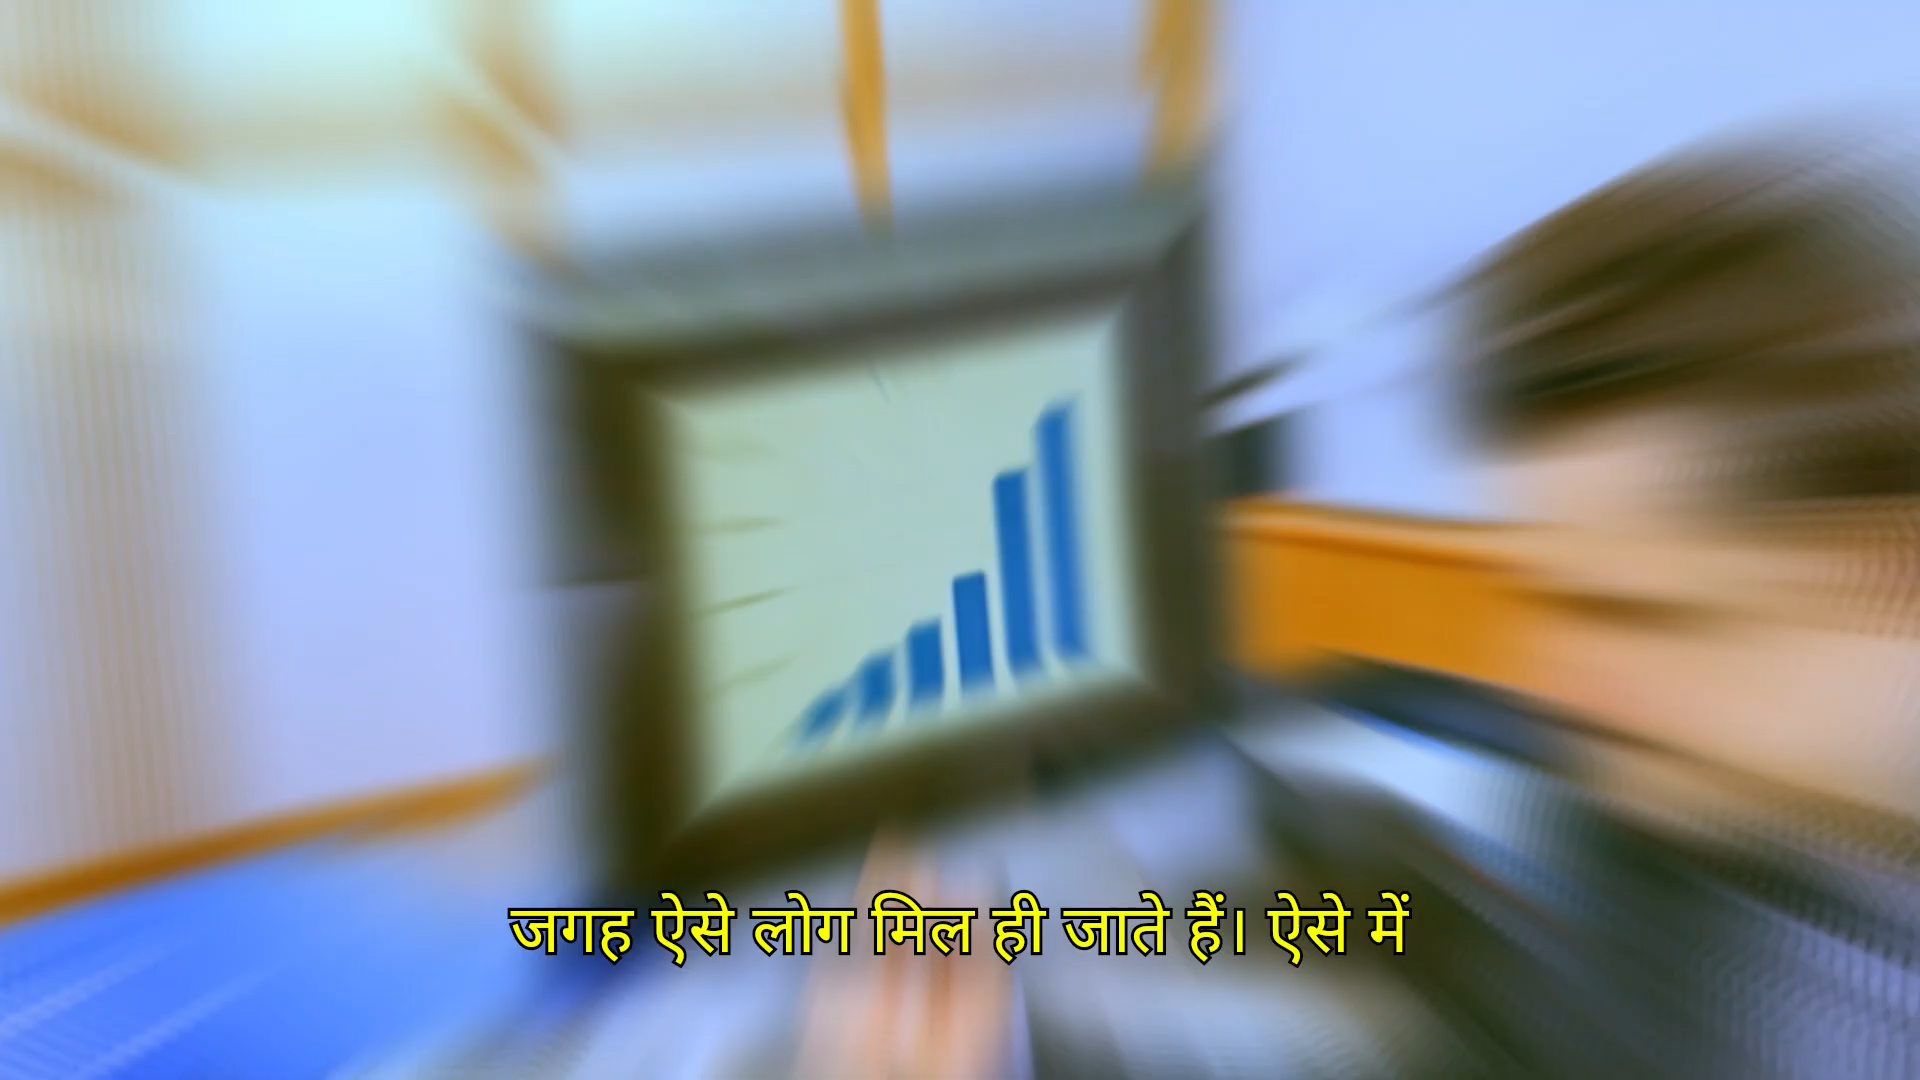 जगह ऐसे लोग मिल ही जाते हैं। ऐसे में